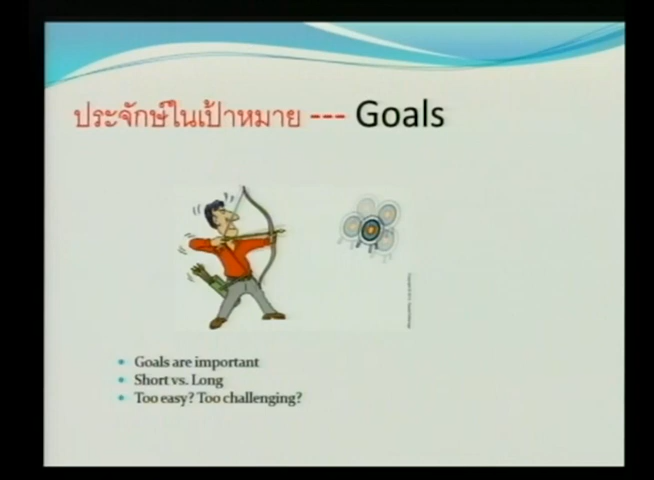 ประจักษ์ในเป้าหมาย --- Goals
Goals are important
Short vs. Long
Too easy? Too challenging?